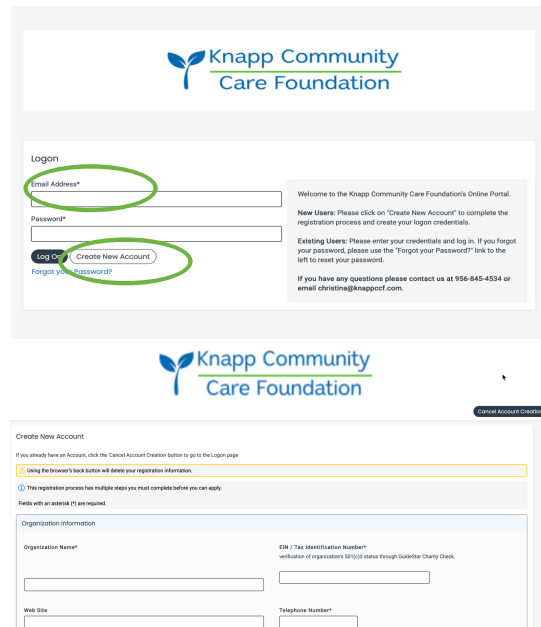 Knapp Community
Care Foundation
Logon
Email Address*
Password*
Log On
Create New Account
Forgot your Password?
Welcome to the Knapp Community Care Foundation's Online Portal.
New Users: Please click on "Create New Account" to complete the
registration process and create your logon credentials.
Existing Users: Please enter your credentials and log in. If you forgot
your password, please use the "Forgot your Password?" link to the
left to reset your password.
If you have any questions please contact us at 956-845-4534 or
email christina@knappccf.com.
Knapp Community
Care Foundation
Cancel Account Creation
Create New Account
If you already have an Account, click the 'Cancel Account Creation' button to go to the Logon page
Using the browser's back button will delete your registration information.
This registration process has multiple steps you must complete before you can apply.
Fields with an asterisk (*) are required.
Organization Information
Organization Name*
EIN / Tax Identification Number*
verification of organization's 501(c)3 status through GuideStar Charity Check.
Web Site
Telephone Number*